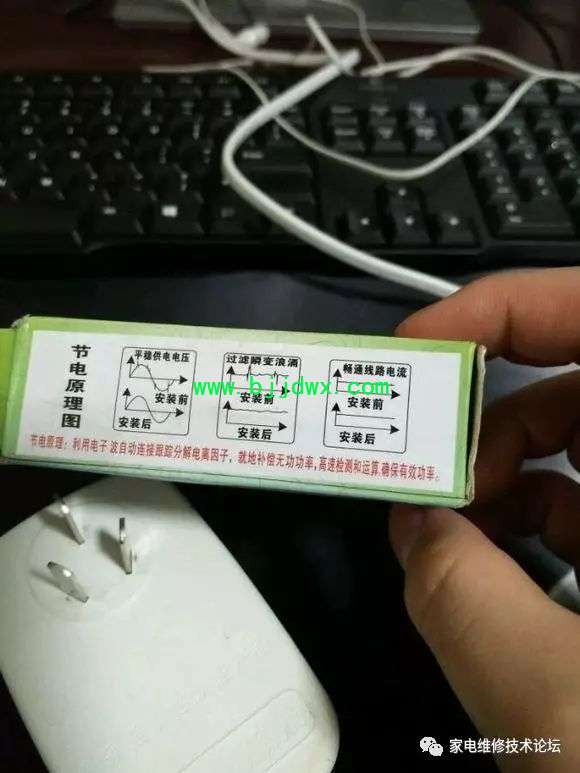 节电原理图
平稳供电电压
安装前
安装后
过滤瞬变浪涌
安装前
安装后
畅通线路电流
安装前
安装后
www.bjjdwx.com
节电原理：利用电子波自动连接跟踪分解电离因子，就地补偿无功功率，高速检测和运算确保有效功率。
家电维修技术论坛